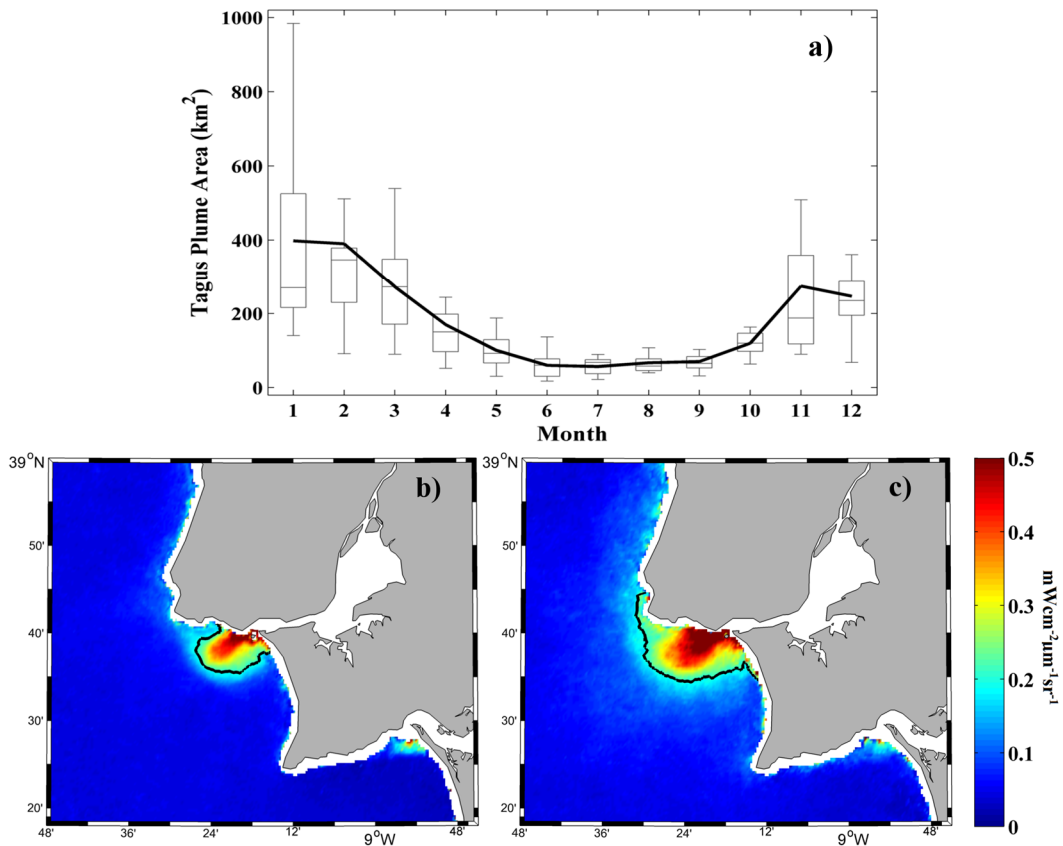 a)
Tagus Plume Area (km²)
1000
800
600
400
200
0
1 2 3 4 5 6 7 8 9 10 11 12
Month
b)
39°N
50'
40'
30'
20'
48' 36' 24' 12' 9°W 48'
c)
39°N
50'
40'
30'
20'
48' 36' 24' 12' 9°W 48'
0.5
0.4
0.3
0.2
0.1
0
mWcm⁻²μm⁻¹sr⁻¹